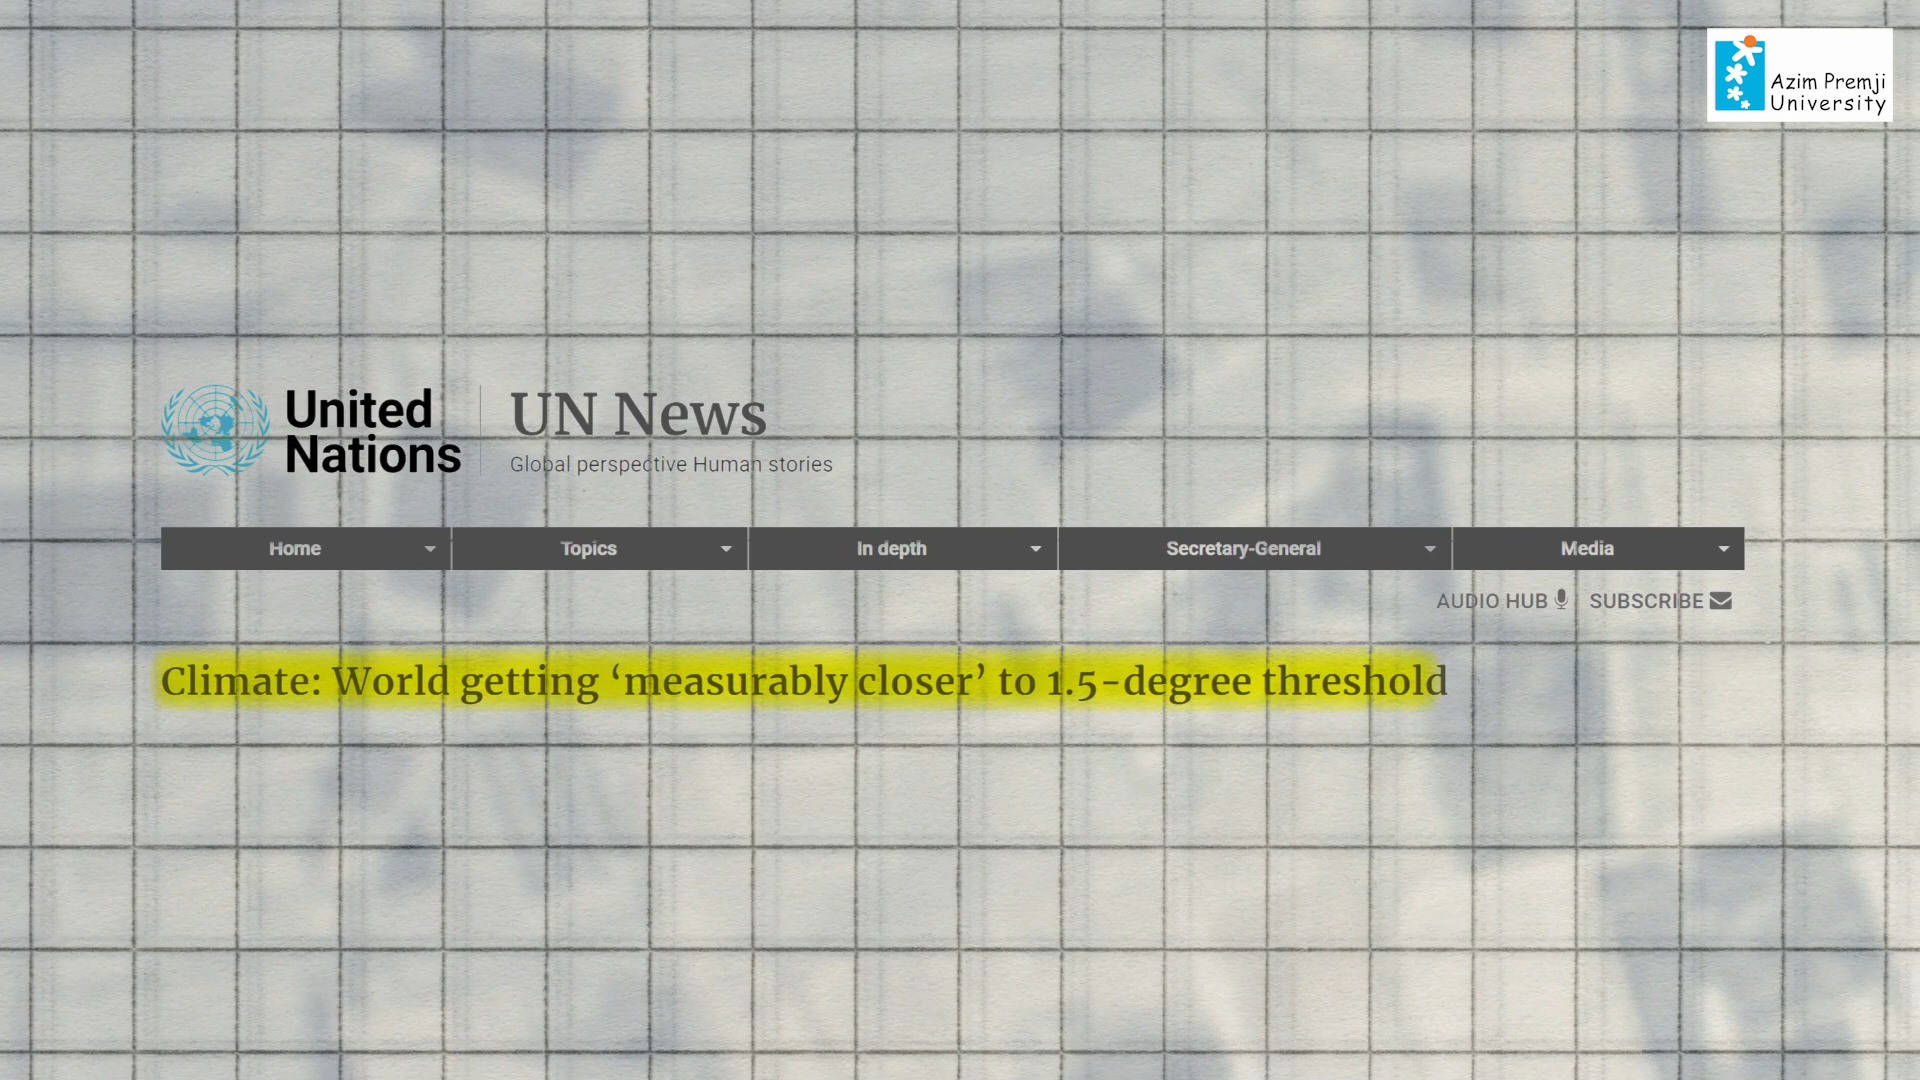 Azim Premji
University
United
Nations
UN News
Global perspective Human stories
Home
Topics
In depth
Secretary-General
Media
AUDIO HUB
SUBSCRIBE
Climate: World getting ‘measurably closer’ to 1.5-degree threshold